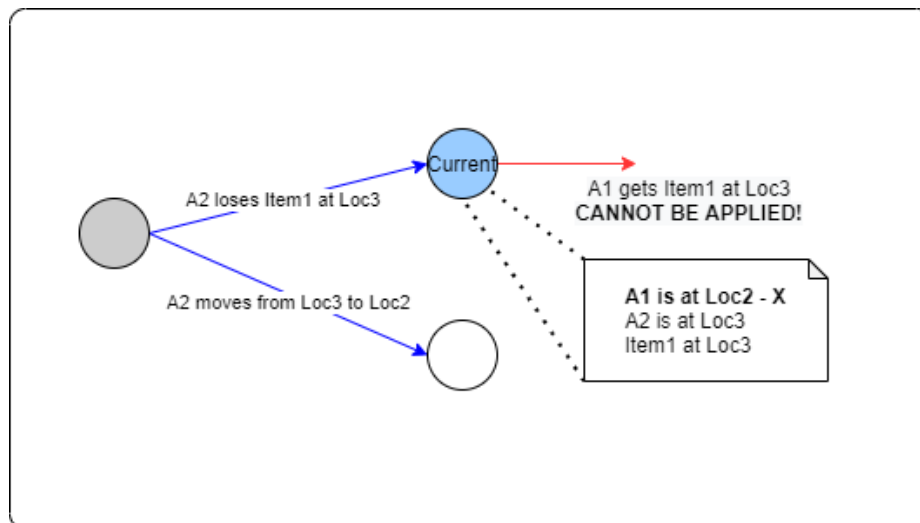 Current
A2 loses Item1 at Loc3
A1 gets Item1 at Loc3
CANNOT BE APPLIED!
A2 moves from Loc3 to Loc2
A1 is at Loc2 - X
A2 is at Loc3
Item1 at Loc3